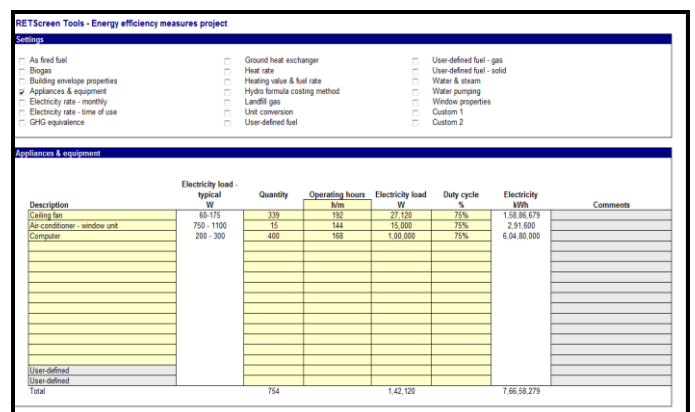 RETScreen Tools - Energy efficiency measures project
Settings
As fired fuel Ground heat exchanger User-defined fuel - gas
Biogas Heat rate User-defined fuel - solid
Building envelope properties Heating value & fuel rate Water & steam
Appliances & equipment Hydro formula costing method Water pumping
Electricity rate - monthly Landfill gas Window properties
Electricity rate - time of use Unit conversion Custom 1
GHG equivalence User-defined fuel Custom 2
Appliances & equipment
Electricity load -
typical Quantity Operating hours Electricity load Duty cycle Electricity
Description W h/m W % kWh Comments
Ceiling fan 60-175 339 192 27,120 75% 1,58,86,679
Air-conditioner - window unit 750 - 1100 15 144 15,000 75% 2,91,600
Computer 200 - 300 400 168 1,00,000 75% 6,04,80,000
User-defined
User-defined
Total 754 1,42,120 7,66,58,279